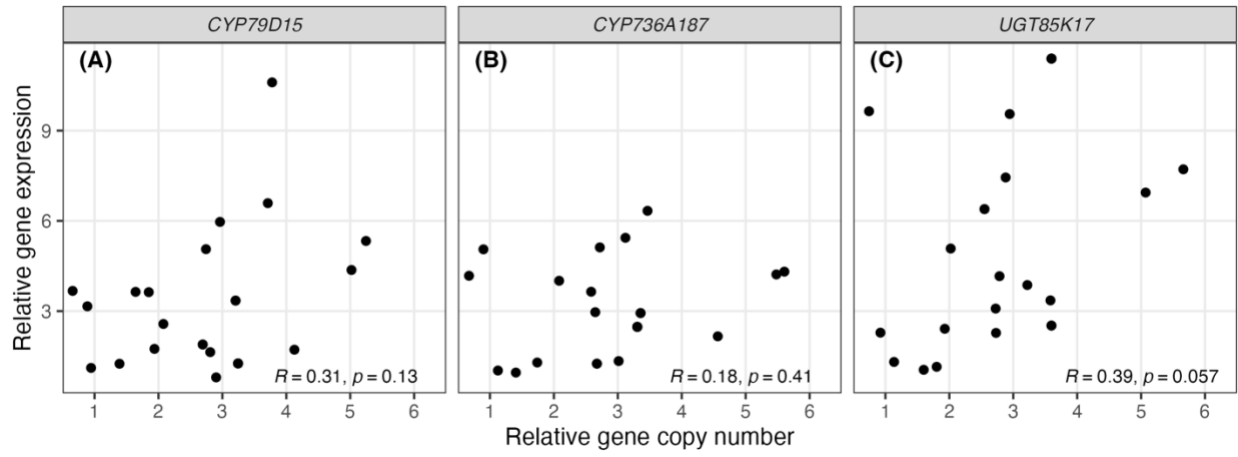 CYP79D15
CYP736A187
UGT85K17
(A)
(B)
(C)
Relative gene expression
9
6
3
R = 0.31, p = 0.13
R = 0.18, p = 0.41
R = 0.39, p = 0.057
1 2 3 4 5 6
1 2 3 4 5 6
1 2 3 4 5 6
Relative gene copy number